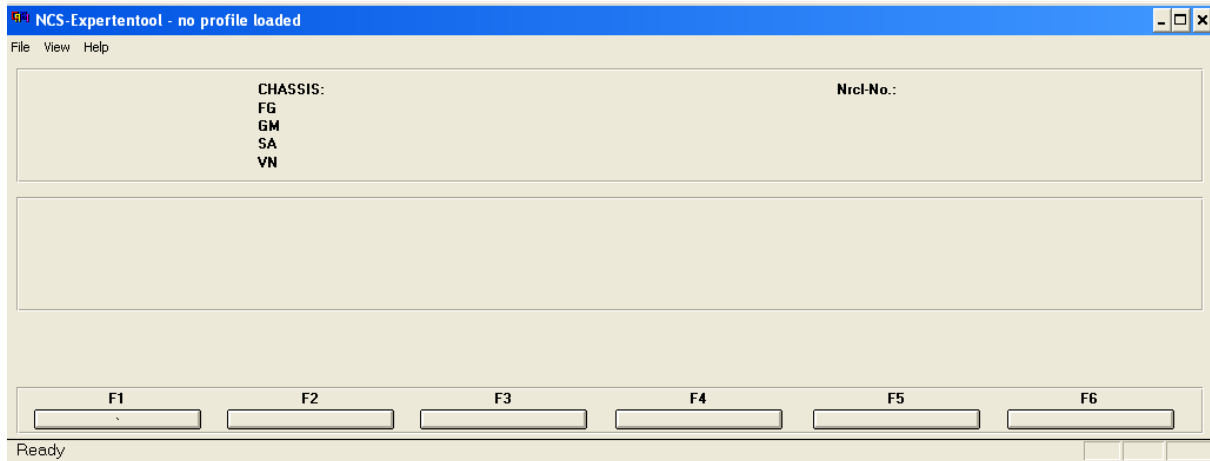 NCS-Expertentool - no profile loaded
File View Help
CHASSIS: Nrcl-No.:
FG
GM
SA
VN
F1 F2 F3 F4 F5 F6
Ready